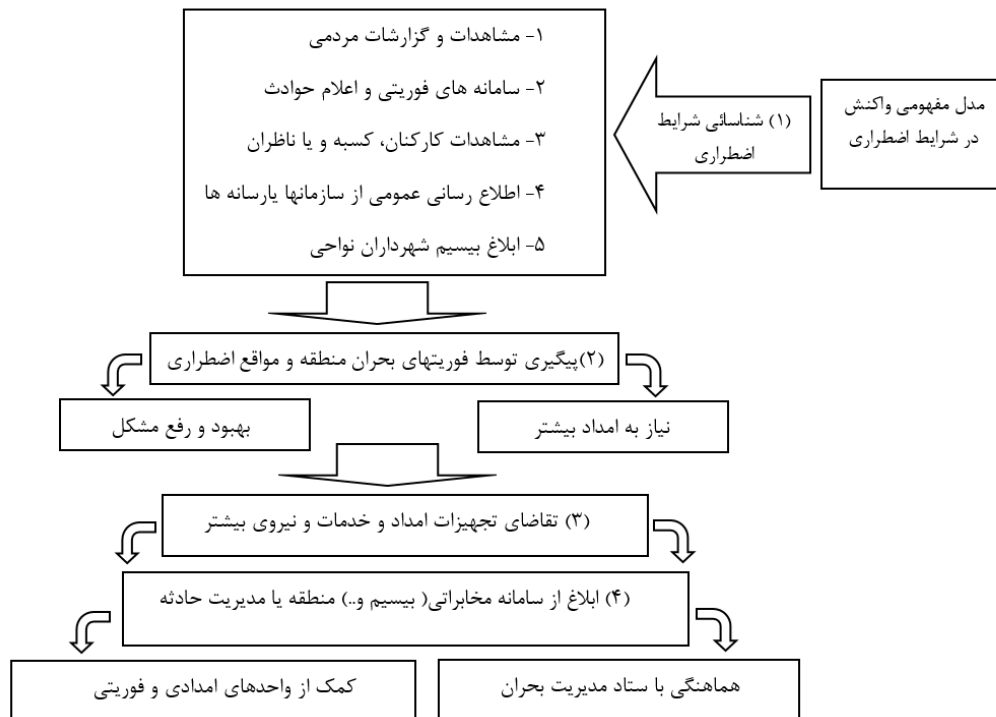 مدل مفهومی واکنش
در شرایط اضطراری
(۱) شناسائی شرایط
اضطراری
۱- مشاهدات و گزارشات مردمی
۲- سامانه های فوریتی و اعلام حوادث
۳- مشاهدات کارکنان، کسبه و یا ناظران
۴- اطلاع رسانی عمومی از سازمانها یارسانه ها
۵- ابلاغ بیسیم شهرداران نواحی
(۲)پیگیری توسط فوریتهای بحران منطقه و مواقع اضطراری
نیاز به امداد بیشتر
بهبود و رفع مشکل
(۳) تقاضای تجهیزات امداد و خدمات و نیروی بیشتر
(۴) ابلاغ از سامانه مخابراتی( بیسیم و..) منطقه یا مدیریت حادثه
هماهنگی با ستاد مدیریت بحران
کمک از واحدهای امدادی و فوریتی